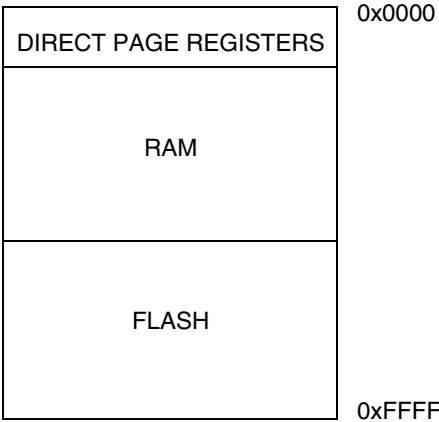 0x0000
DIRECT PAGE REGISTERS
RAM
FLASH
0xFFFF